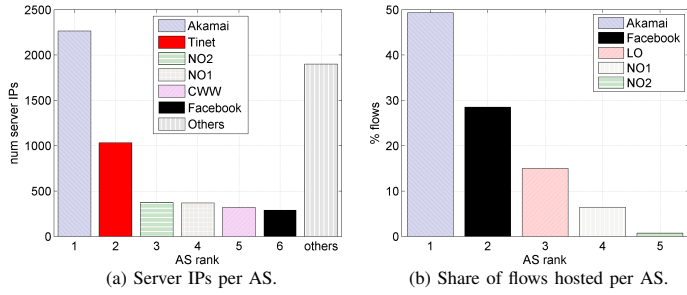 2500
2000
1500
1000
500
0
num server IPs
Akamai
Tinet
NO2
NO1
CWW
Facebook
Others
1 2 3 4 5 6 others
AS rank
(a) Server IPs per AS.
50
40
30
20
10
0
% flows
Akamai
Facebook
LO
NO1
NO2
1 2 3 4 5
AS rank
(b) Share of flows hosted per AS.